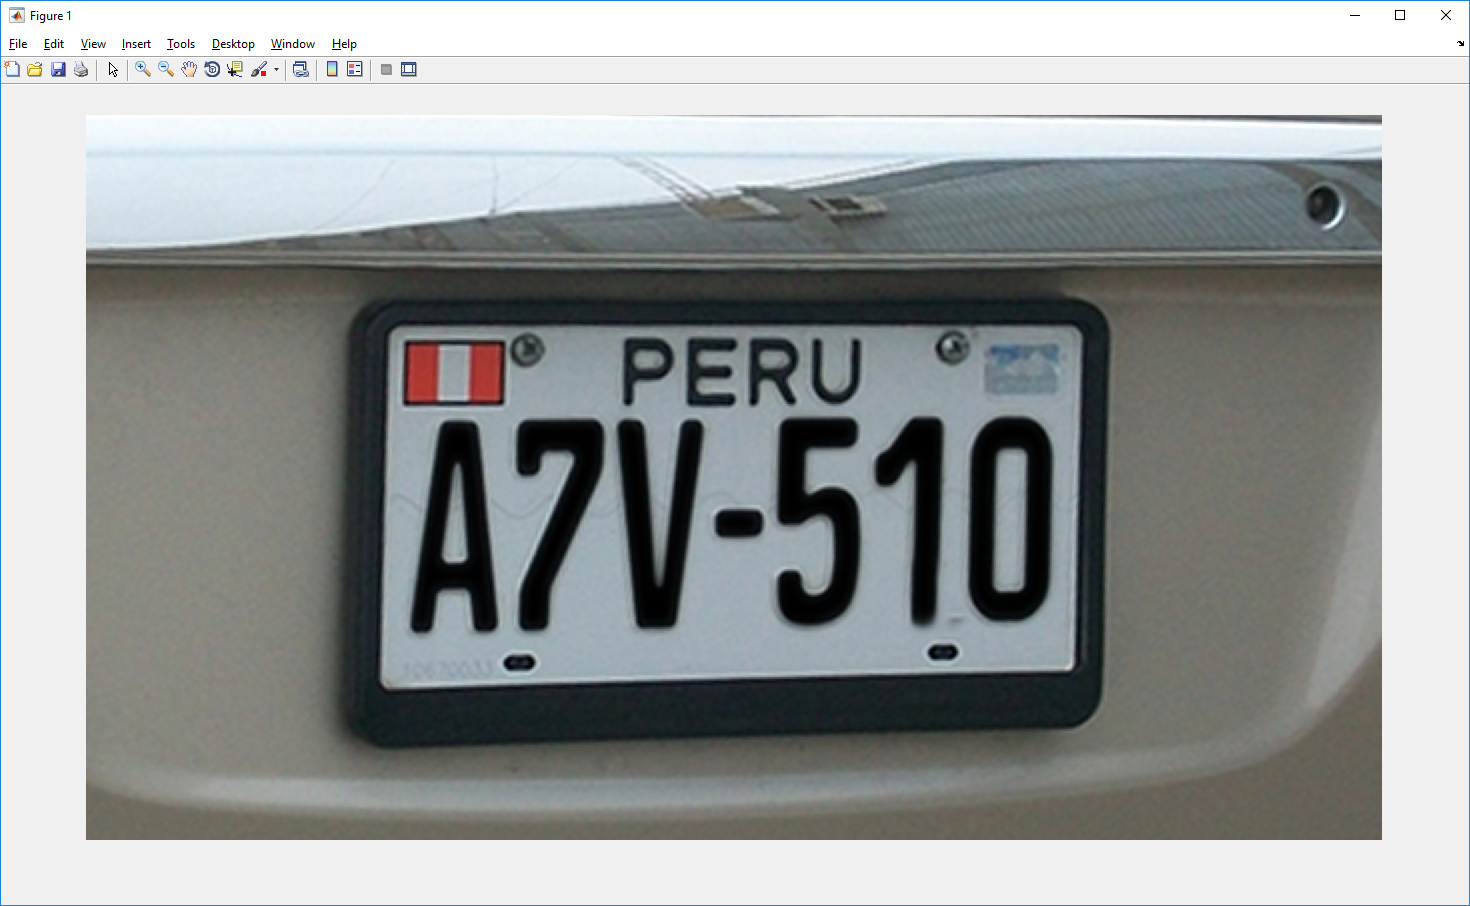 Figure 1
File Edit View Insert Tools Desktop Window Help
PERU
A7V-510